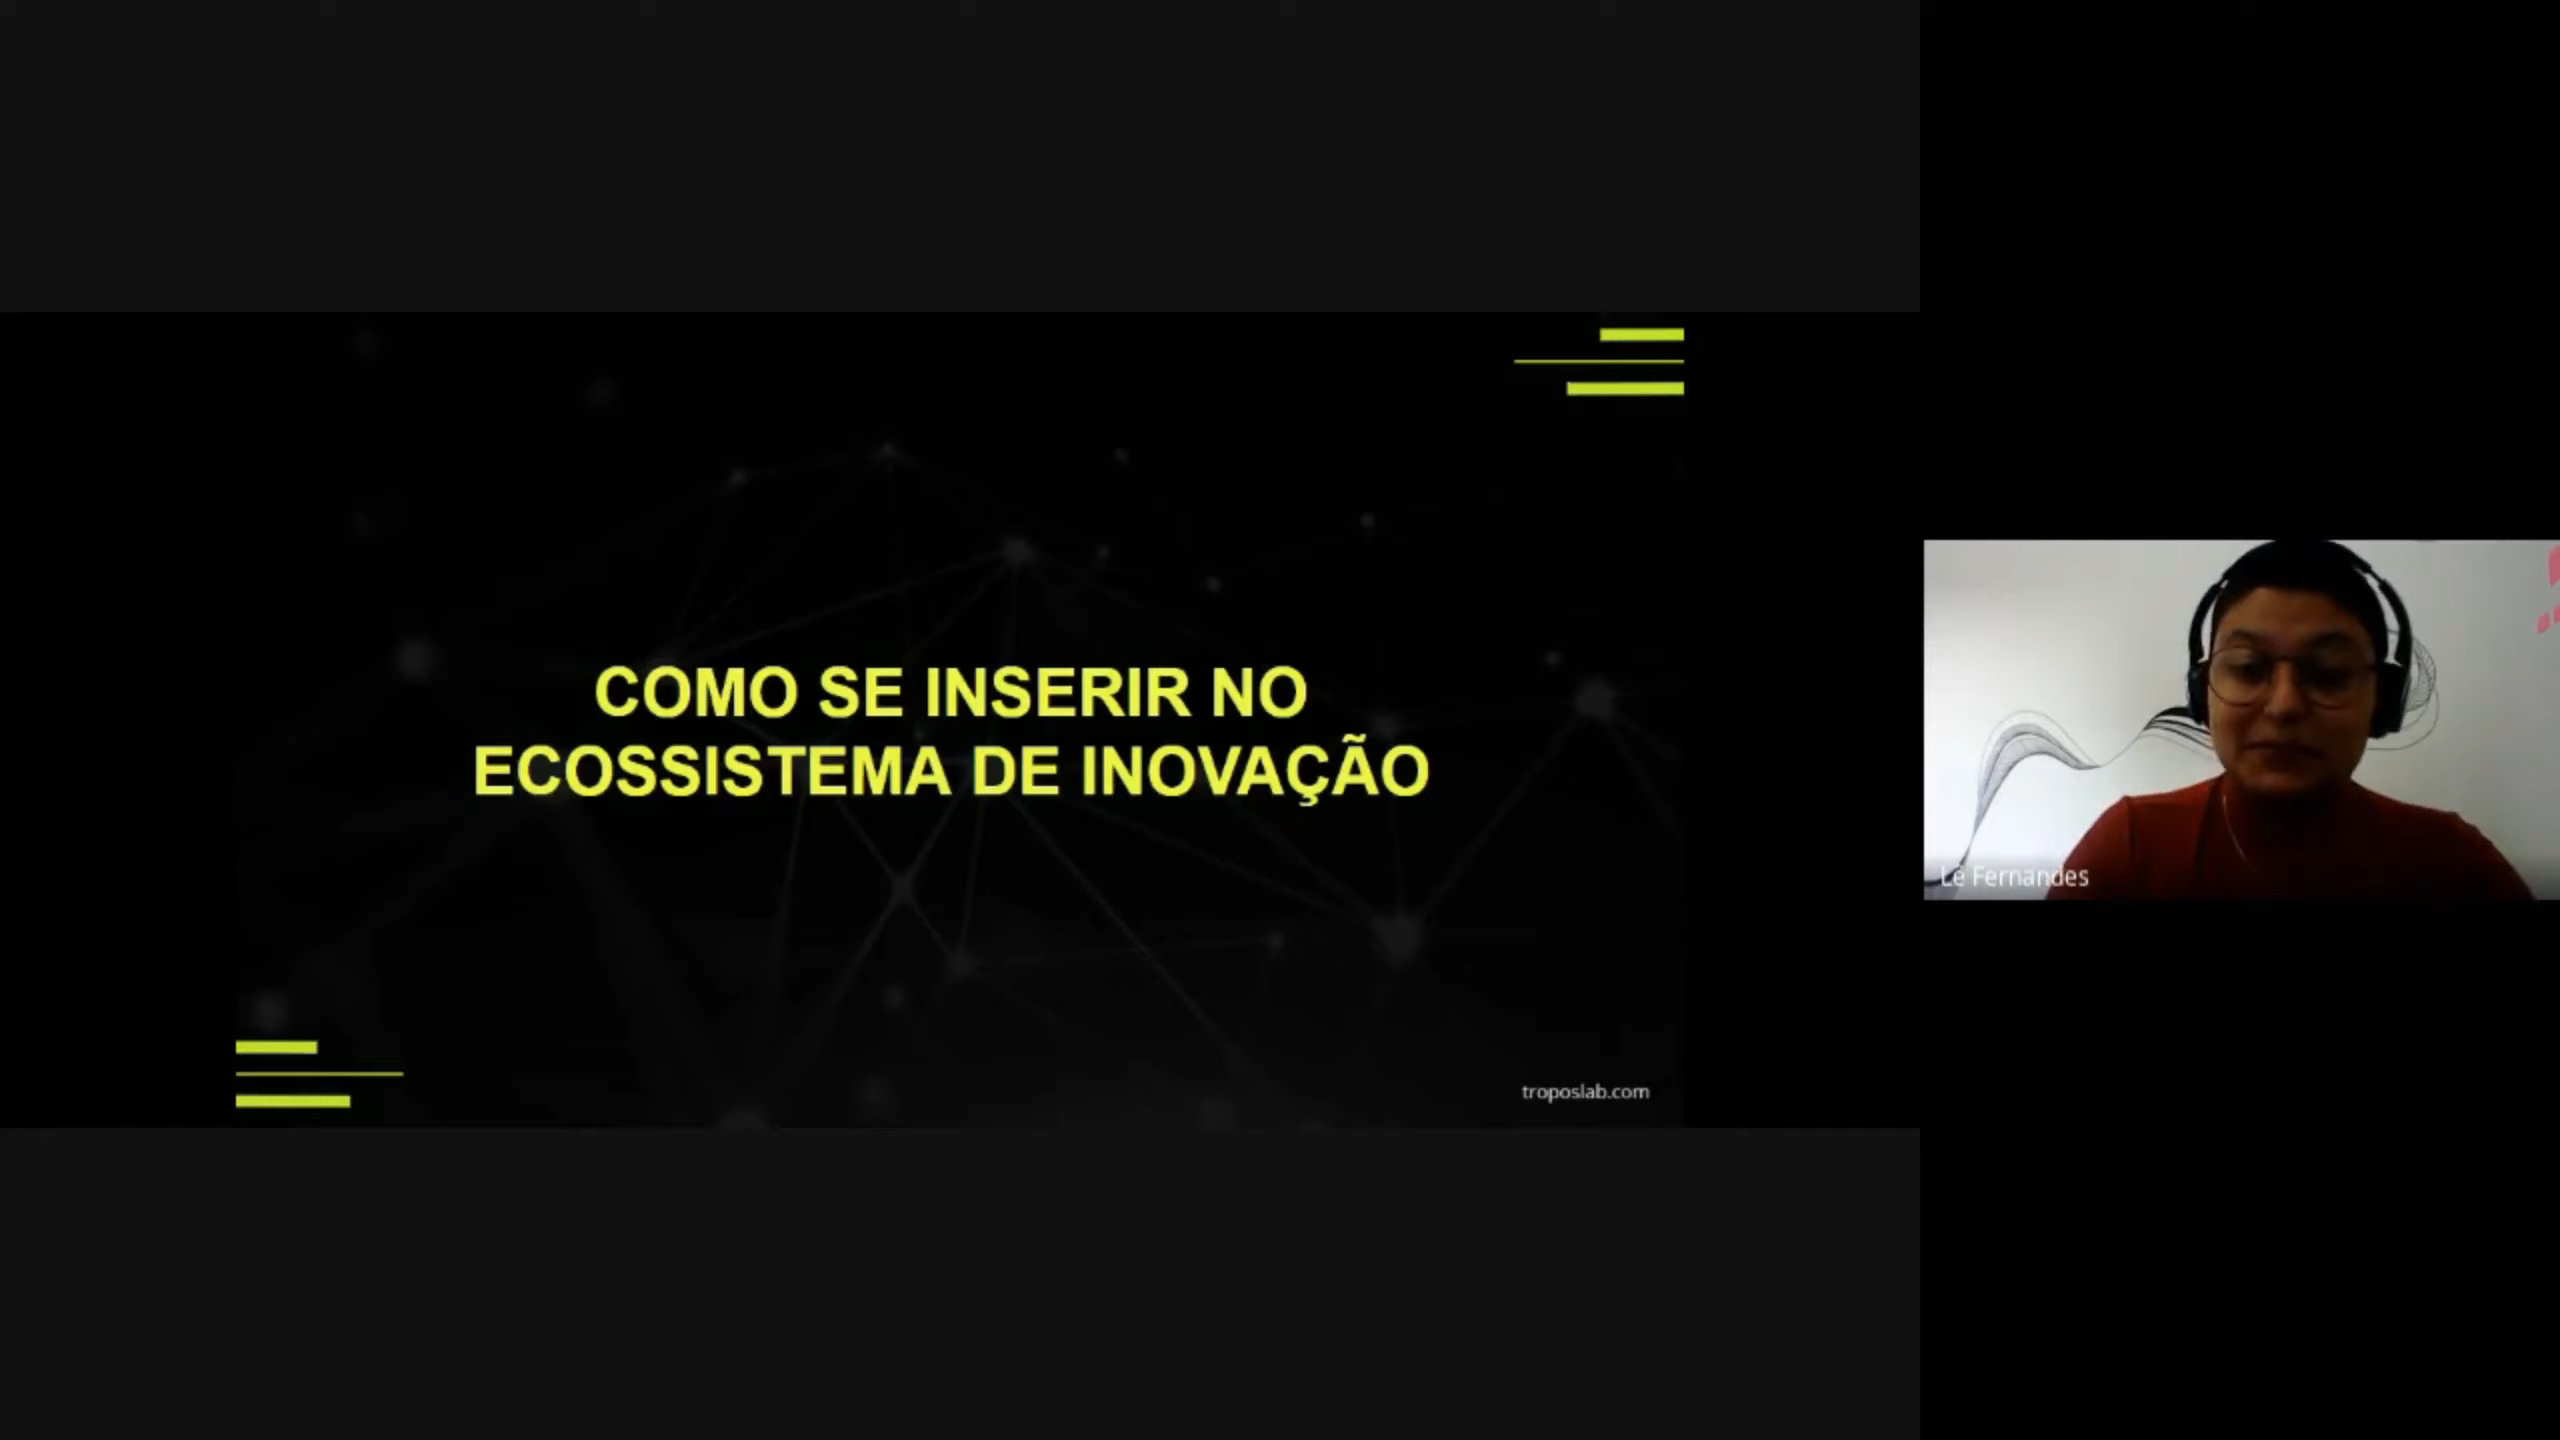 COMO SE INSERIR NO
ECOSSISTEMA DE INOVAÇÃO
troposlab.com
Lê Fernandes